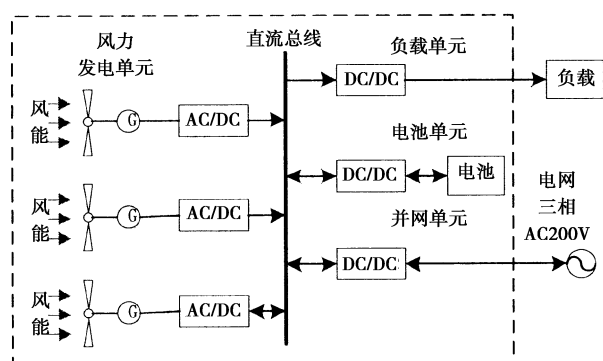 风力
发电单元
直流总线
负载单元
DC/DC
负载
风
能
G
AC/DC
电池单元
DC/DC
电池
电网
三相
AC200V
风
能
G
AC/DC
并网单元
DC/DC
风
能
G
AC/DC